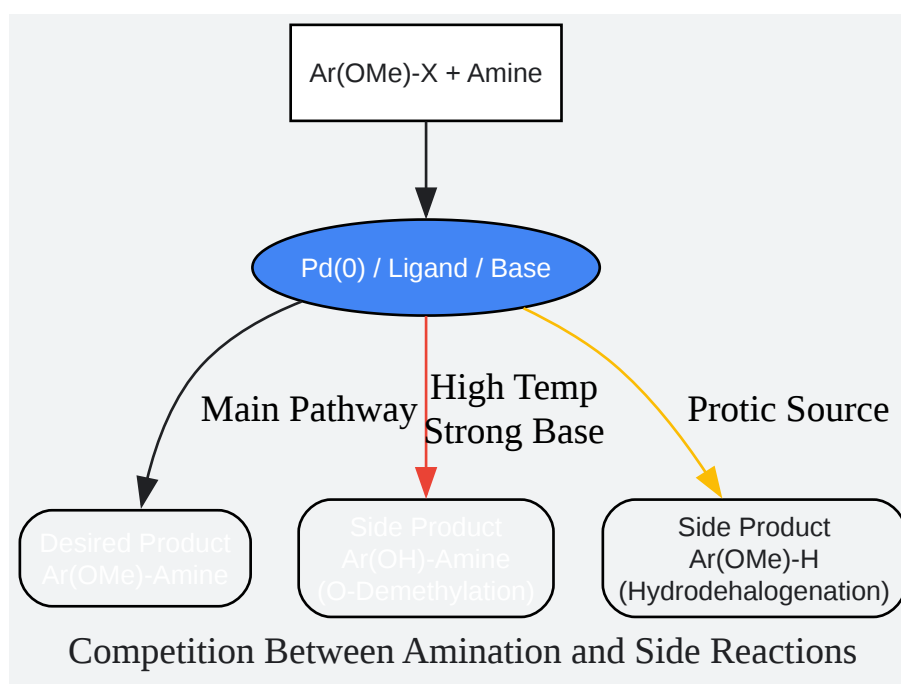 Ar(OMe)-X + Amine
Pd(0) / Ligand / Base
Main Pathway
High Temp
Strong Base
Protic Source
Desired Product
Ar(OMe)-Amine
Side Product
Ar(OH)-Amine
(O-Demethylation)
Side Product
Ar(OMe)-H
(Hydrodehalogenation)
Competition Between Amination and Side Reactions